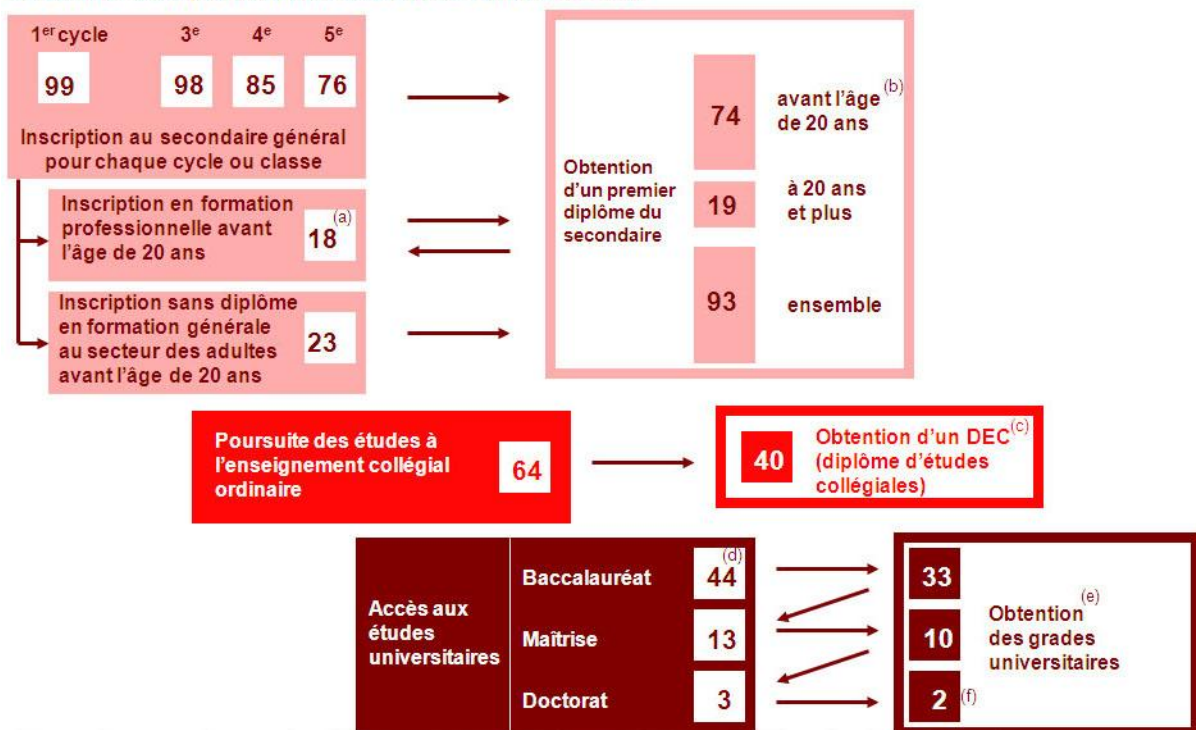 1er cycle 3e 4e 5e
99 98 85 76
Inscription au secondaire général
pour chaque cycle ou classe
Inscription en formation
professionnelle avant
l'âge de 20 ans
18 (a)
Inscription sans diplôme
en formation générale
au secteur des adultes
avant l'âge de 20 ans
23
Obtention
d'un premier
diplôme du
secondaire
74
avant l'âge (b)
de 20 ans
19
à 20 ans
et plus
93
ensemble
Poursuite des études à
l'enseignement collégial
ordinaire
64
40
Obtention d'un DEC (c)
(diplôme d'études
collégiales)
Accès aux
études
universitaires
Baccalauréat 44 (d)
Maîtrise 13
Doctorat 3
33
10
2 (f)
Obtention (e)
des grades
universitaires